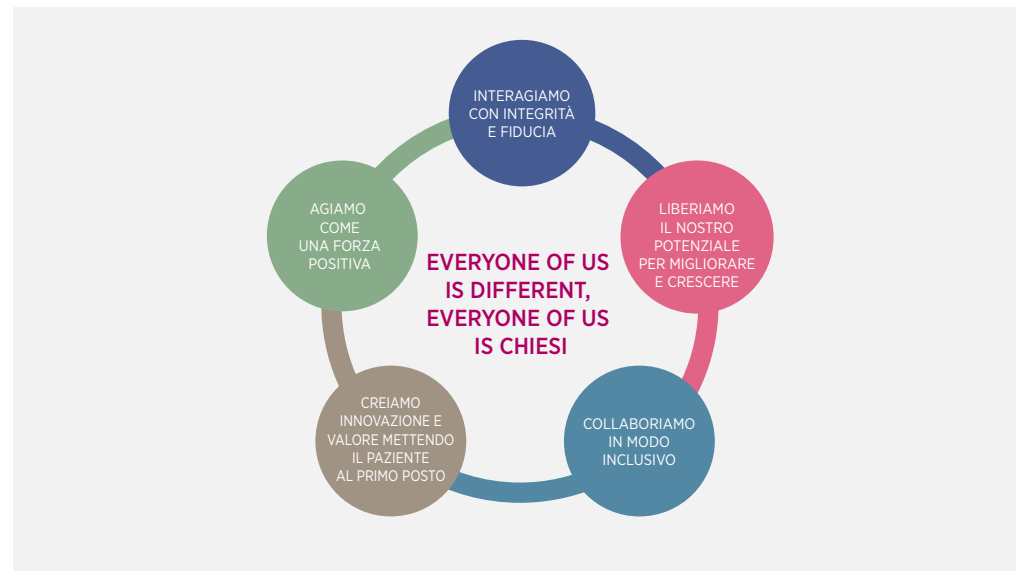 INTERAGIAMO
CON INTEGRITÀ
E FIDUCIA
LIBERIAMO
IL NOSTRO
POTENZIALE
PER MIGLIORARE
E CRESCERE
COLLABORIAMO
IN MODO
INCLUSIVO
CREIAMO
INNOVAZIONE E
VALORE METTENDO
IL PAZIENTE
AL PRIMO POSTO
AGIAMO
COME
UNA FORZA
POSITIVA
EVERYONE OF US
IS DIFFERENT,
EVERYONE OF US
IS CHIESI